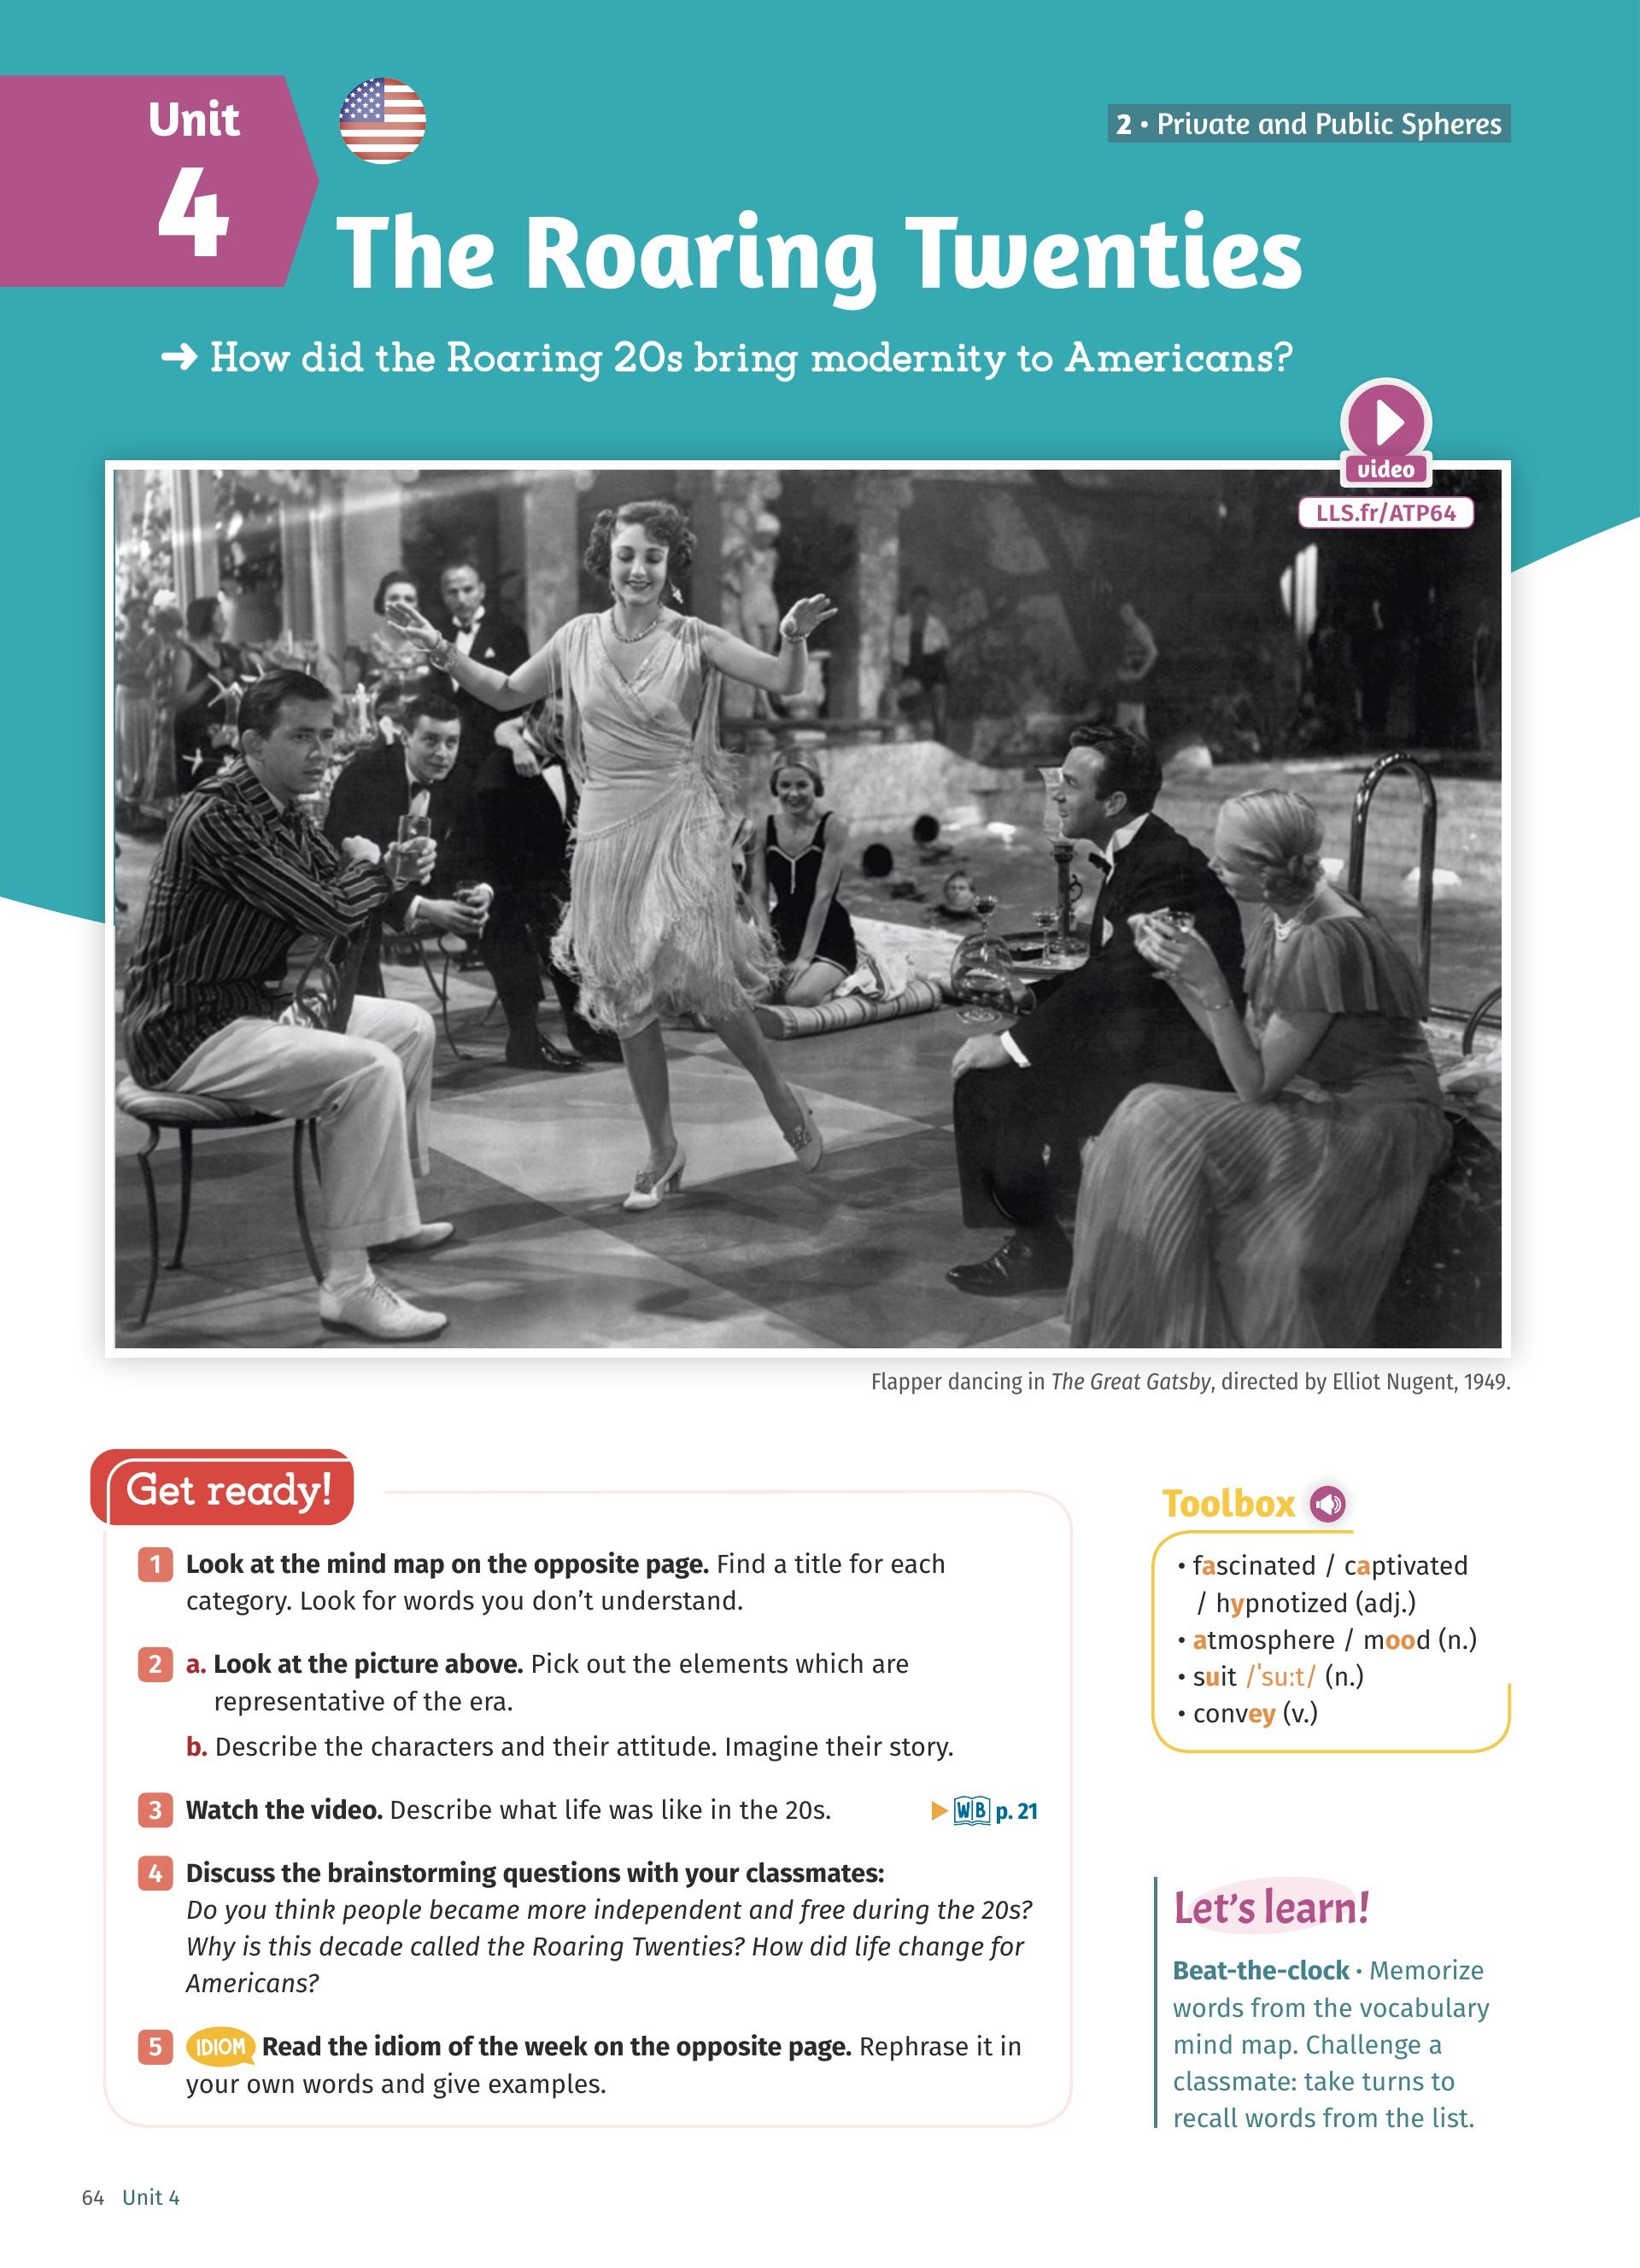 Unit
4
2 • Private and Public Spheres
The Roaring Twenties
➜ How did the Roaring 20s bring modernity to Americans?
video
LLS.fr/ATP64
Flapper dancing in The Great Gatsby, directed by Elliot Nugent, 1949.
Get ready!
1 Look at the mind map on the opposite page. Find a title for each
category. Look for words you don't understand.
2 a. Look at the picture above. Pick out the elements which are
representative of the era.
b. Describe the characters and their attitude. Imagine their story.
3 Watch the video. Describe what life was like in the 20s. ▶ WB p. 21
4 Discuss the brainstorming questions with your classmates:
Do you think people became more independent and free during the 20s?
Why is this decade called the Roaring Twenties? How did life change for
Americans?
5 IDIOM Read the idiom of the week on the opposite page. Rephrase it in
your own words and give examples.
Toolbox
• fascinated / captivated
/ hypnotized (adj.)
• atmosphere / mood (n.)
• suit /ˈsuːt/ (n.)
• convey (v.)
Let's learn!
Beat-the-clock • Memorize
words from the vocabulary
mind map. Challenge a
classmate: take turns to
recall words from the list.
64 Unit 4